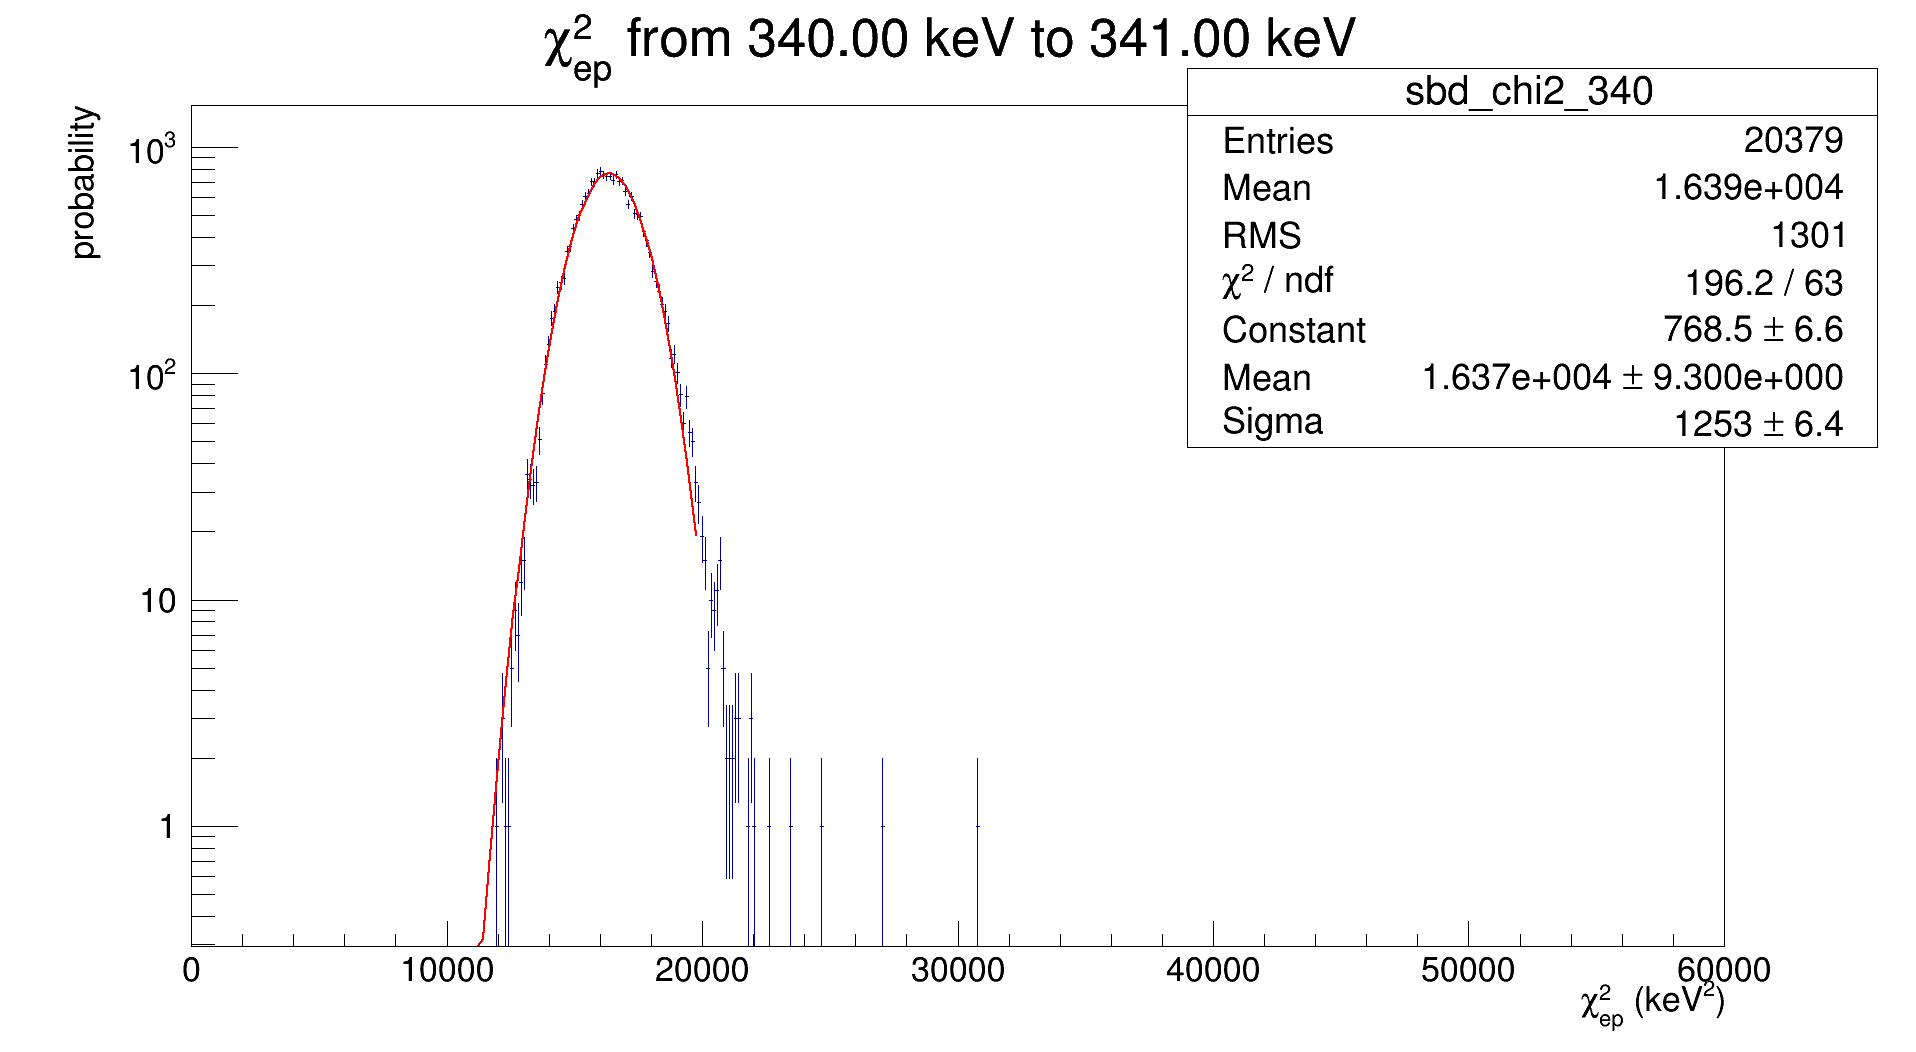 χ²ep from 340.00 keV to 341.00 keV
sbd_chi2_340
Entries 20379
Mean 1.639e+004
RMS 1301
χ² / ndf 196.2 / 63
Constant 768.5 ± 6.6
Mean 1.637e+004 ± 9.300e+000
Sigma 1253 ± 6.4
probability
10³
10²
10
1
0 10000 20000 30000 40000 50000 60000
χ²ep (keV²)